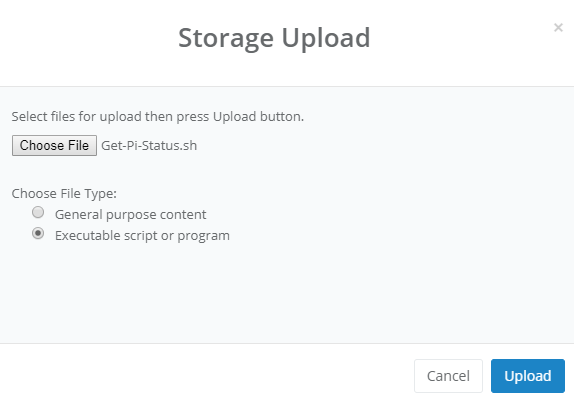 Storage Upload
×
Select files for upload then press Upload button.
Choose File Get-Pi-Status.sh
Choose File Type:
General purpose content
Executable script or program
Cancel Upload